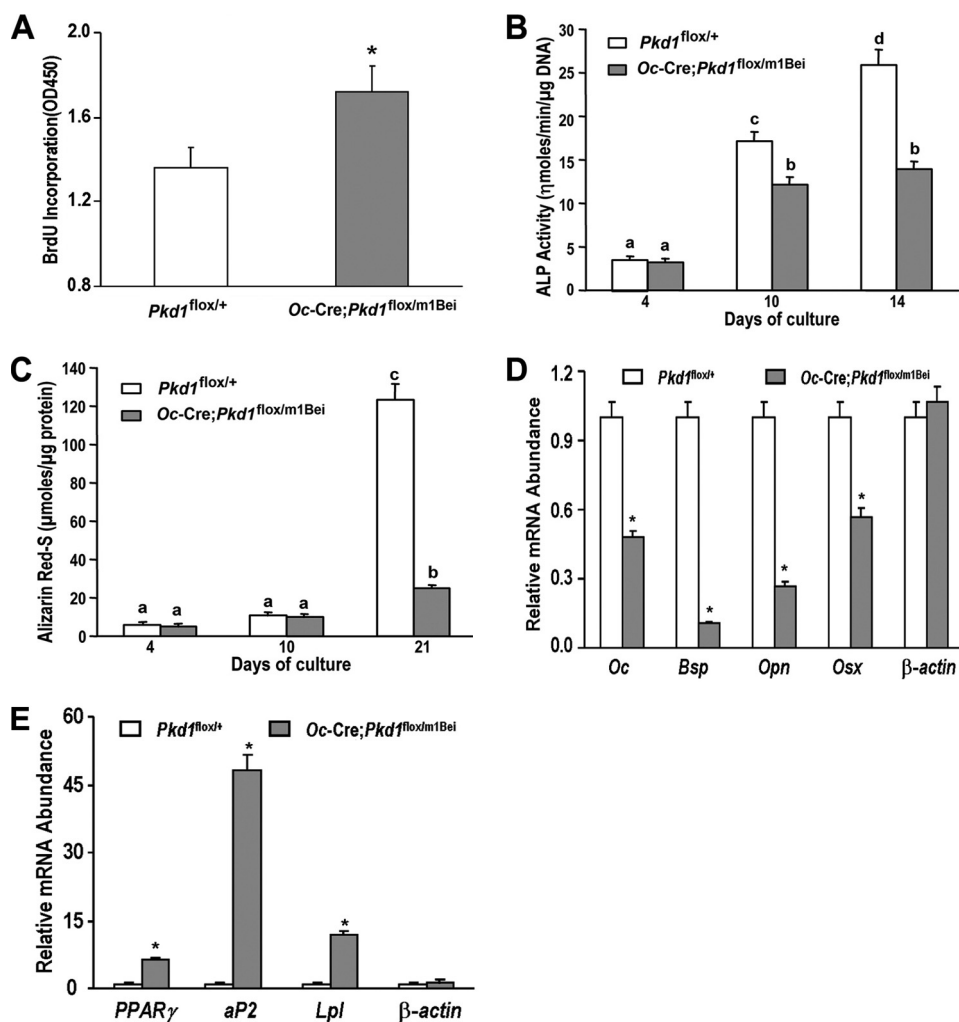 A
2.0
1.6
1.2
0.8
BrdU Incorporation(OD450)
*
Pkd1flox/+
Oc-Cre;Pkd1flox/m1Bei
B
Pkd1flox/+
Oc-Cre;Pkd1flox/m1Bei
30
25
20
15
10
5
0
ALP Activity (ηmoles/min/µg DNA)
a a c b d b
4 10 14
Days of culture
C
Pkd1flox/+
Oc-Cre;Pkd1flox/m1Bei
140
120
100
80
60
40
20
0
Alizarin Red-S (µmoles/µg protein)
a a a a c b
4 10 21
Days of culture
D
Pkd1flox/+ Oc-Cre;Pkd1flox/m1Bei
1.2
0.9
0.6
0.3
0.0
Relative mRNA Abundance
* * * *
Oc Bsp Opn Osx β-actin
E
Pkd1flox/+ Oc-Cre;Pkd1flox/m1Bei
60
45
30
15
0
Relative mRNA Abundance
* * *
PPARγ aP2 Lpl β-actin